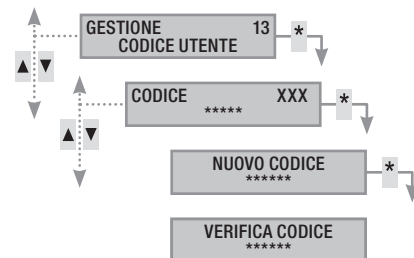 GESTIONE 13 *
CODICE UTENTE
▲ ▼
CODICE XXX *
*****
▲ ▼
NUOVO CODICE *
******
VERIFICA CODICE
******